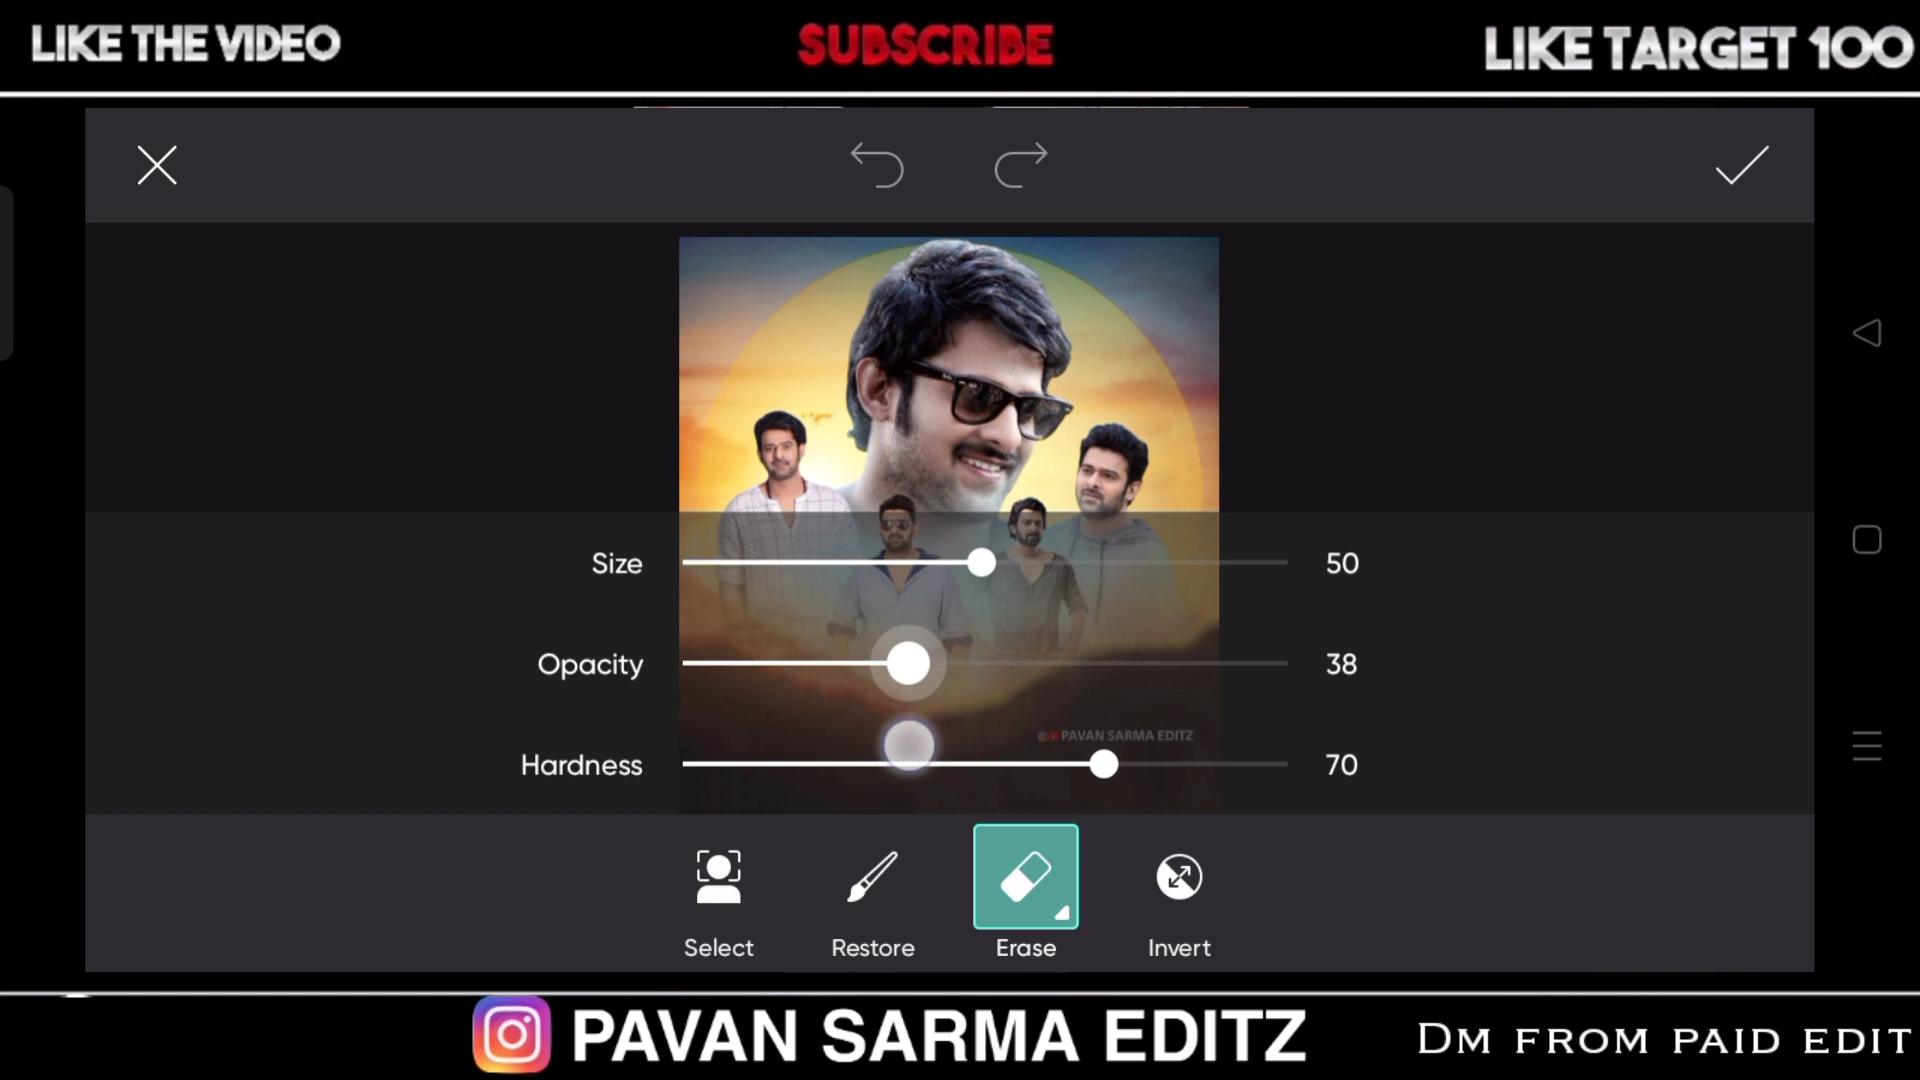 LIKE THE VIDEO
SUBSCRIBE
LIKE TARGET 100
Size 50
Opacity 38
PAVAN SARMA EDITZ
Hardness 70
Select Restore Erase Invert
PAVAN SARMA EDITZ
DM FROM PAID EDIT